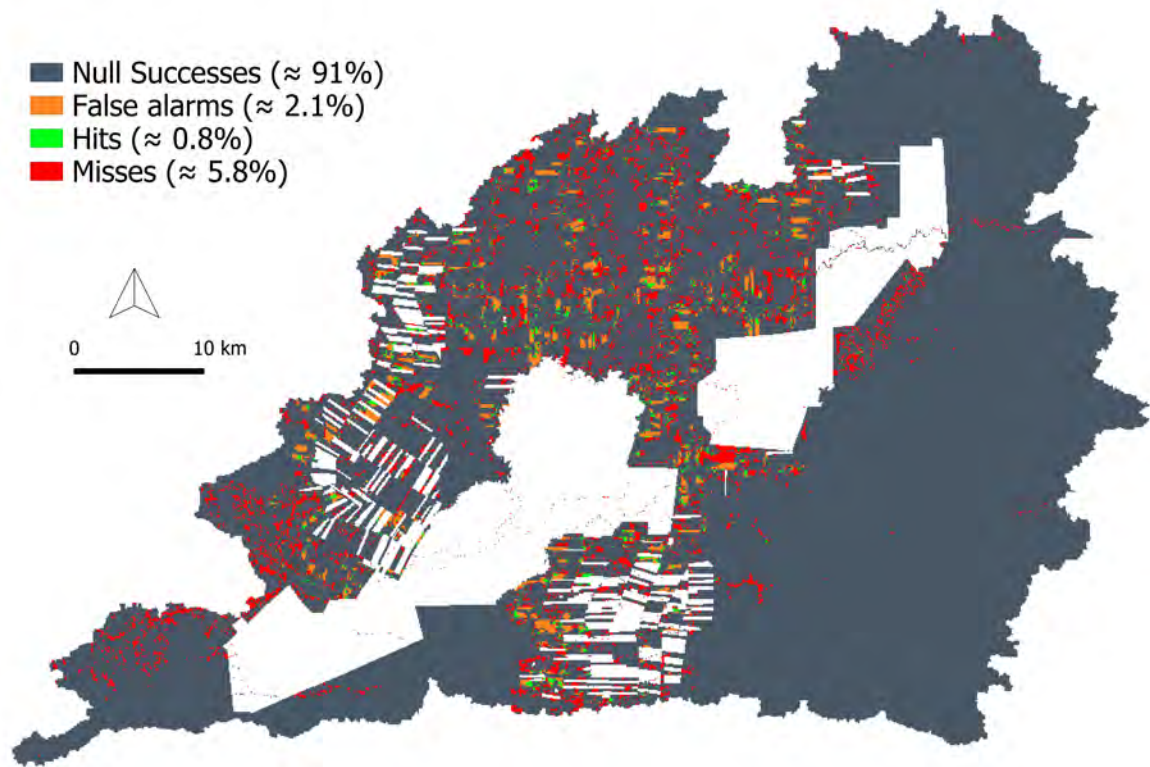 Null Successes (≈ 91%)
False alarms (≈ 2.1%)
Hits (≈ 0.8%)
Misses (≈ 5.8%)
0 10 km